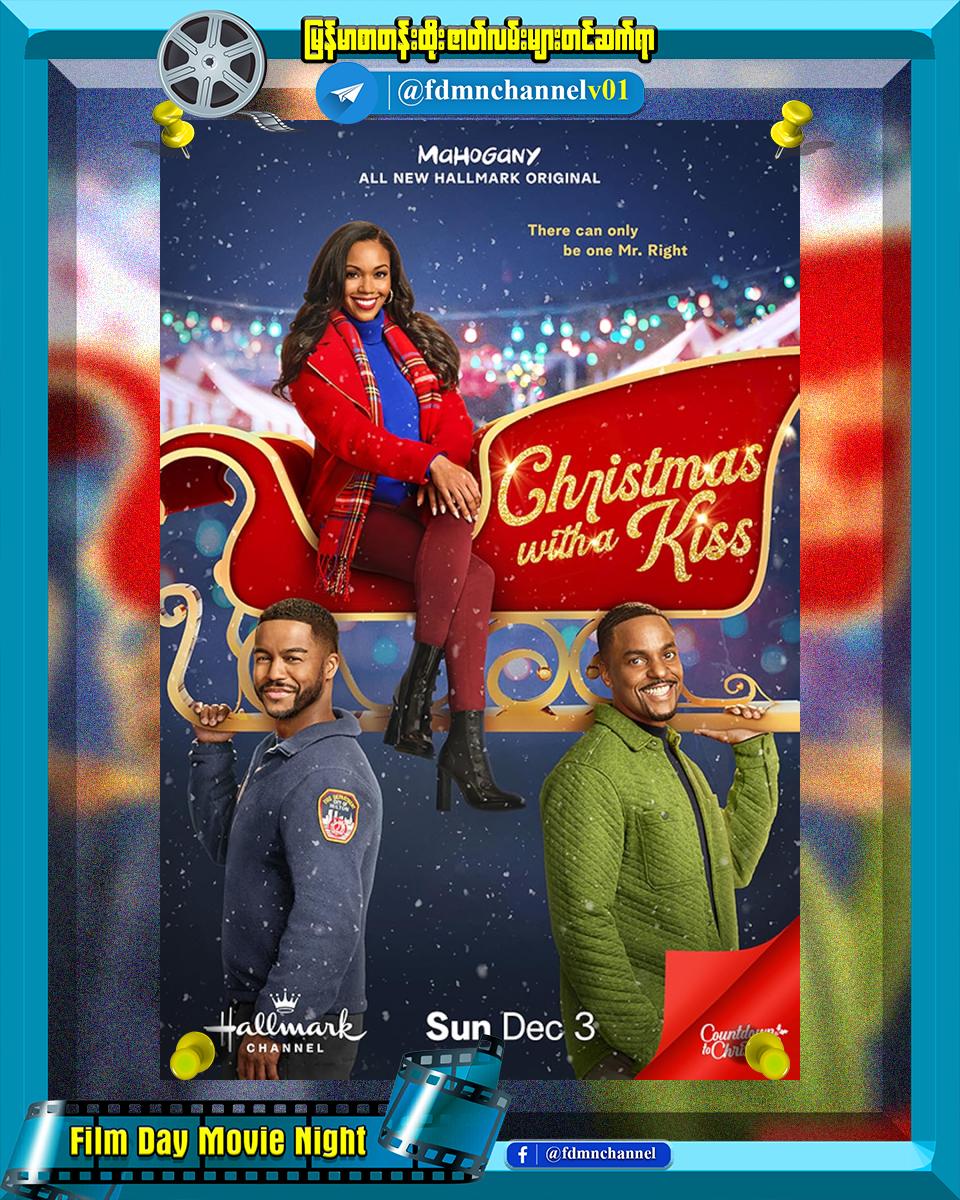 မြန်မာစာတန်းထိုးဇာတ်လမ်းများတင်ဆက်ရာ
@fdmnchannelv01
MaHOGaNY
ALL NEW HALLMARK ORIGINAL
There can only
be one Mr. Right
Christmas
with a Kiss
Hallmark
CHANNEL
Sun Dec 3
Countdown
to
Film Day Movie Night
@fdmnchannel